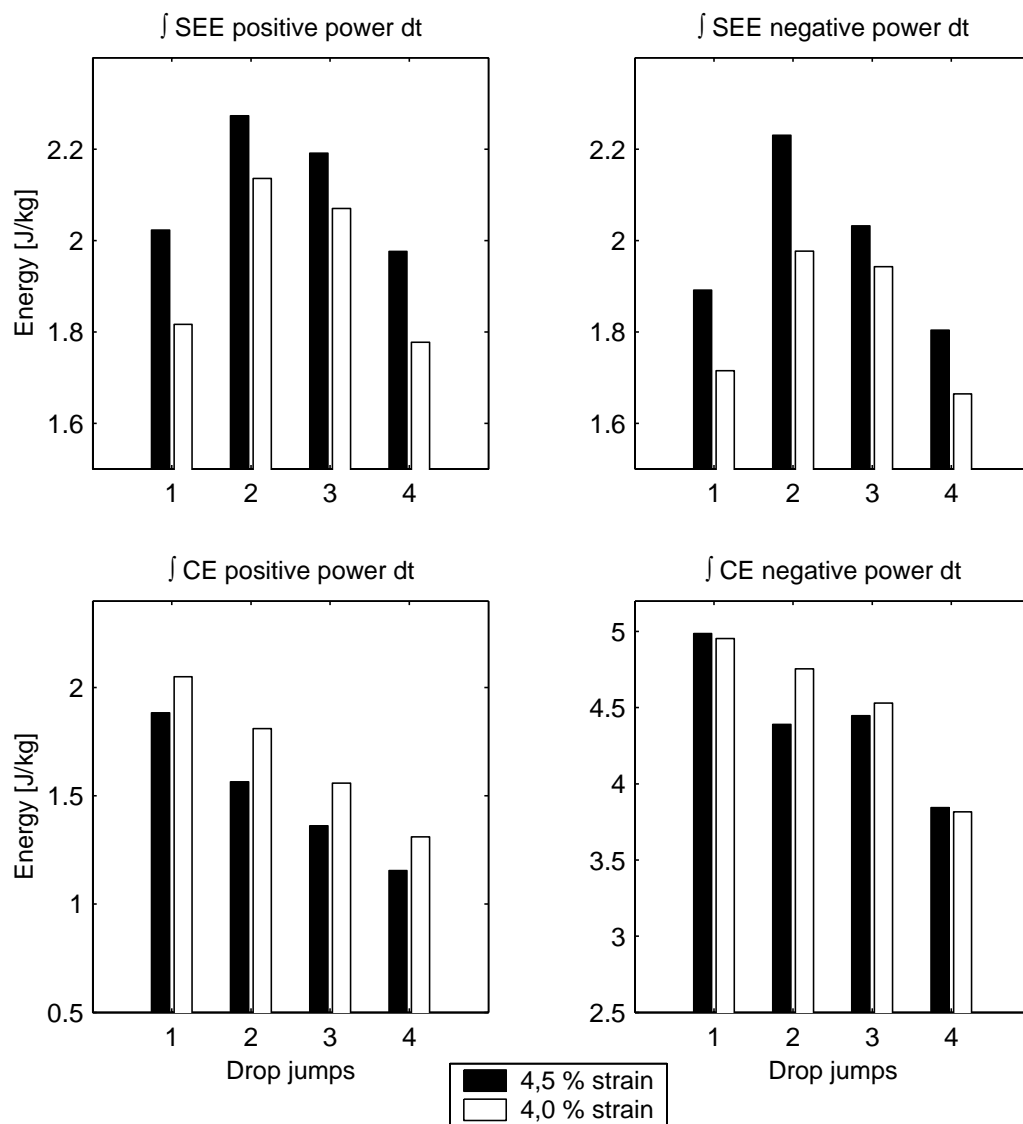 ∫ SEE positive power dt
Energy [J/kg]
2.2
2
1.8
1.6
1 2 3 4
∫ SEE negative power dt
2.2
2
1.8
1.6
1 2 3 4
∫ CE positive power dt
Energy [J/kg]
2
1.5
1
0.5
1 2 3 4
Drop jumps
∫ CE negative power dt
5
4.5
4
3.5
3
2.5
1 2 3 4
Drop jumps
4,5 % strain
4,0 % strain